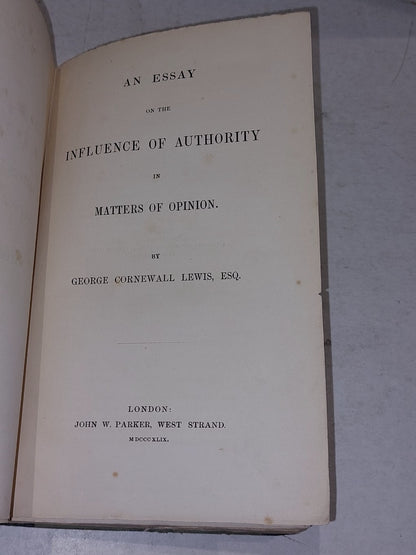 AN ESSAY
ON THE
INFLUENCE OF AUTHORITY
IN
MATTERS OF OPINION.
BY
GEORGE CORNEWALL LEWIS, ESQ.
LONDON:
JOHN W. PARKER, WEST STRAND.
MDCCCXLIX.